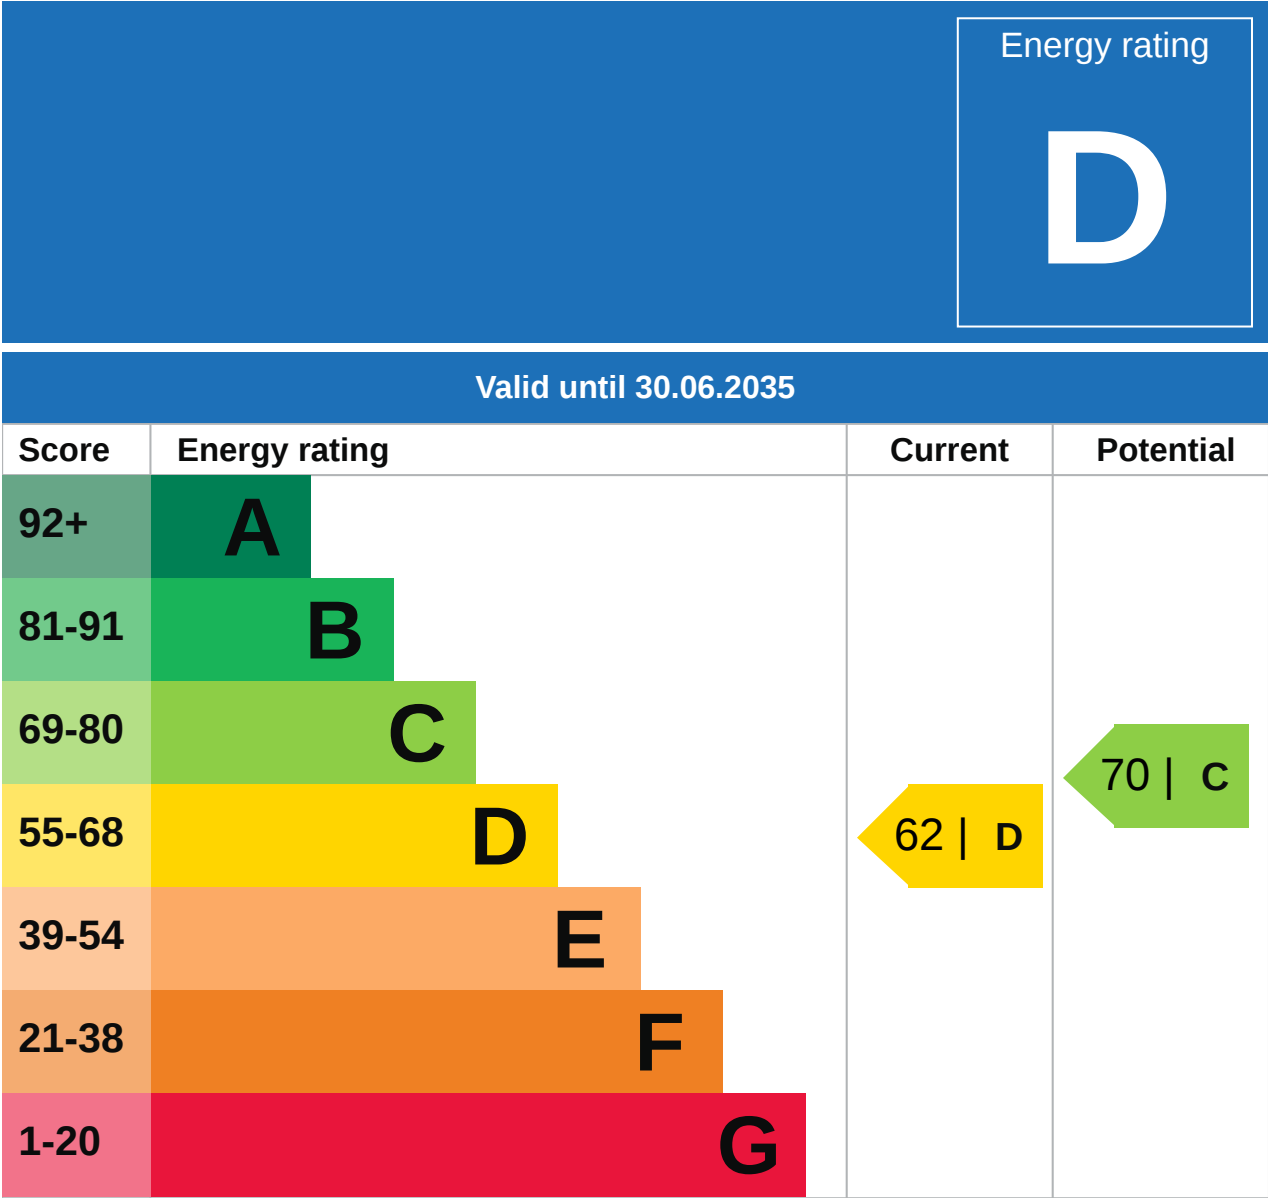 Energy rating
D
Valid until 30.06.2035
Score Energy rating Current Potential
92+ A
81-91 B
69-80 C
70 | C
55-68 D 62 | D
39-54 E
21-38 F
1-20 G